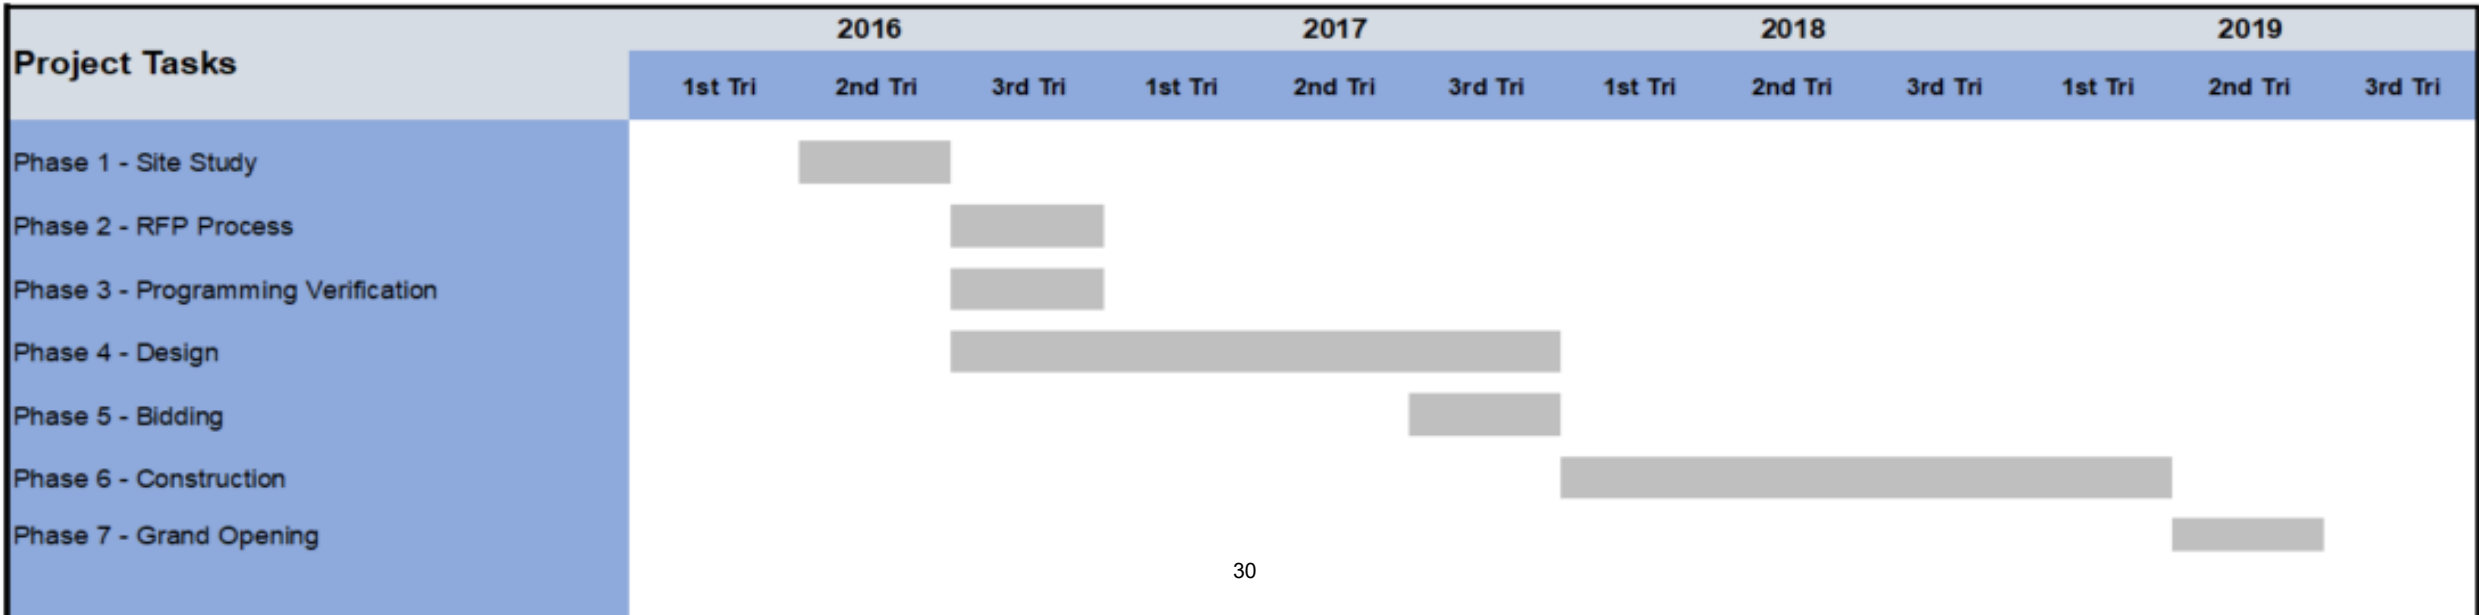 2016 2017 2018 2019
Project Tasks
1st Tri 2nd Tri 3rd Tri 1st Tri 2nd Tri 3rd Tri 1st Tri 2nd Tri 3rd Tri 1st Tri 2nd Tri 3rd Tri
Phase 1 - Site Study
Phase 2 - RFP Process
Phase 3 - Programming Verification
Phase 4 - Design
Phase 5 - Bidding
Phase 6 - Construction
Phase 7 - Grand Opening
30